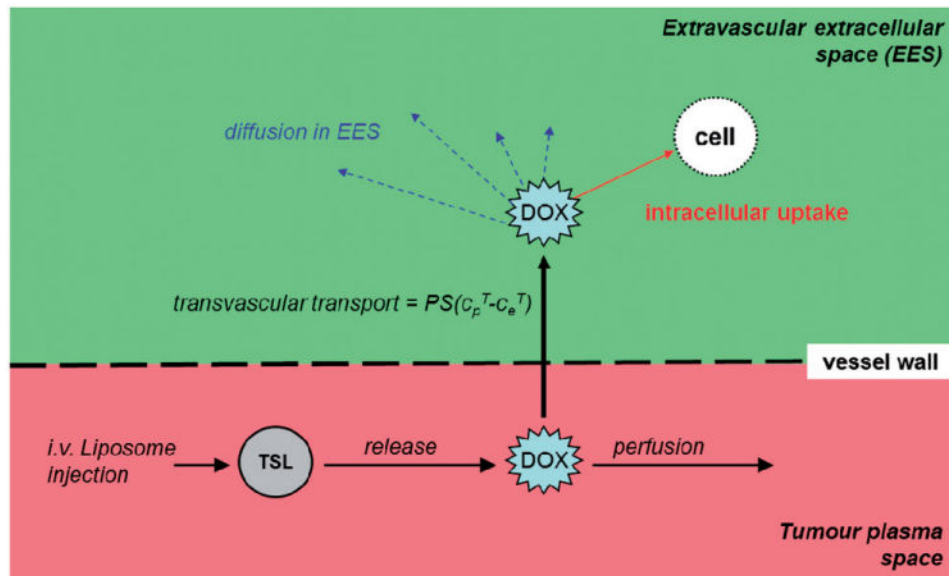 Extravascular extracellular
space (EES)
diffusion in EES
cell
DOX
intracellular uptake
transvascular transport = PS(cₚᵀ-cₑᵀ)
vessel wall
i.v. Liposome
injection
TSL
release
DOX
perfusion
Tumour plasma
space